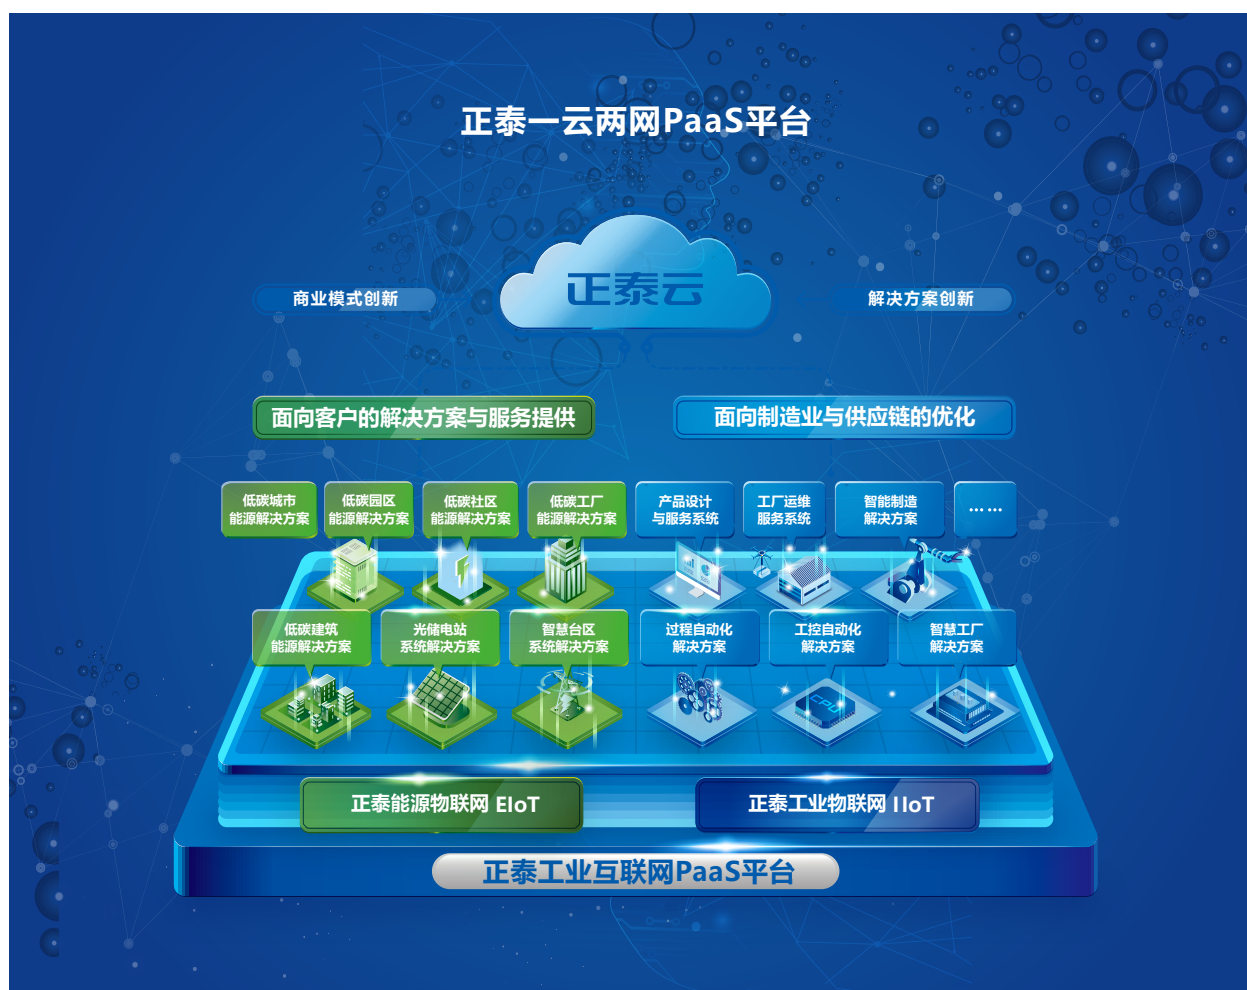 正泰一云两网PaaS平台
正泰云
商业模式创新
解决方案创新
面向客户的解决方案与服务提供
面向制造业与供应链的优化
低碳城市
能源解决方案
低碳园区
能源解决方案
低碳社区
能源解决方案
低碳工厂
能源解决方案
产品设计
与服务系统
工厂运维
服务系统
智能制造
解决方案
……
低碳建筑
能源解决方案
光储电站
系统解决方案
智慧台区
系统解决方案
过程自动化
解决方案
工控自动化
解决方案
智慧工厂
解决方案
CPU
正泰能源物联网 EIoT
正泰工业物联网 IIoT
正泰工业互联网PaaS平台